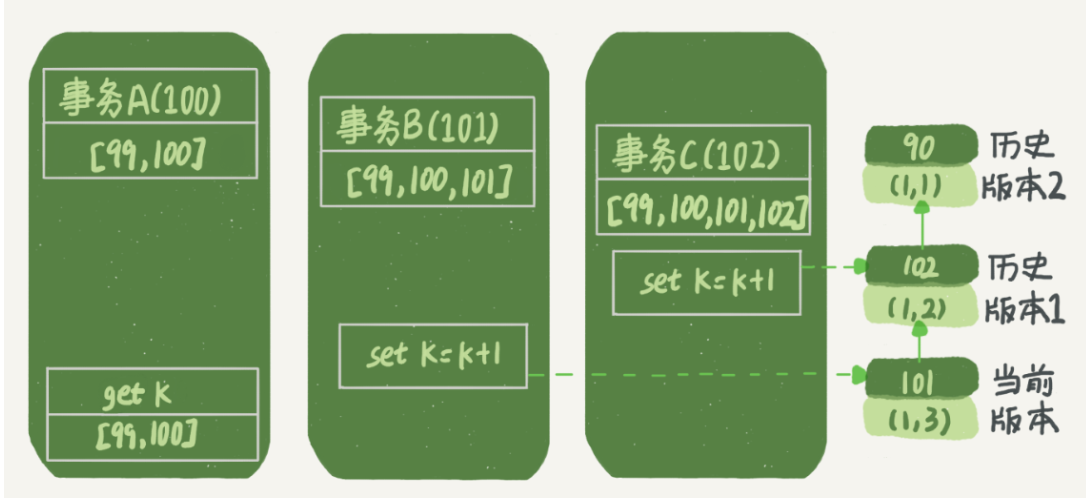 事务A(100)
[99,100]
get K
[99,100]
事务B(101)
[99,100,101]
set K=k+1
事务C(102)
[99,100,101,102]
set K=k+1
90
(1,1)
历史
版本2
102
(1,2)
历史
版本1
101
(1,3)
当前
版本